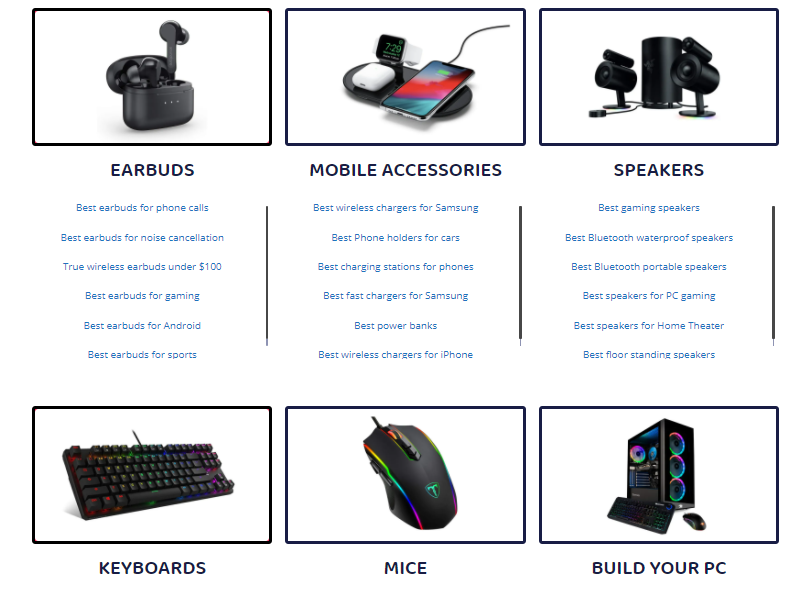 7:29
EARBUDS
MOBILE ACCESSORIES
SPEAKERS
Best earbuds for phone calls
Best earbuds for noise cancellation
True wireless earbuds under $100
Best earbuds for gaming
Best earbuds for Android
Best earbuds for sports
Best wireless chargers for Samsung
Best Phone holders for cars
Best charging stations for phones
Best fast chargers for Samsung
Best power banks
Best wireless chargers for iPhone
Best gaming speakers
Best Bluetooth waterproof speakers
Best Bluetooth portable speakers
Best speakers for PC gaming
Best speakers for Home Theater
Best floor standing speakers
KEYBOARDS
MICE
BUILD YOUR PC